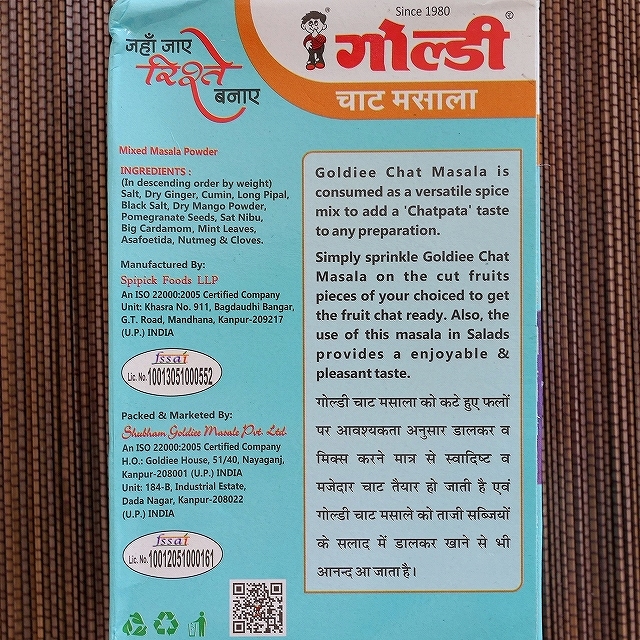 Since 1980
जहाँ जाए
रिश्ते
बनाए
गोल्डी
चाट मसाला
Mixed Masala Powder
INGREDIENTS :
(In descending order by weight)
Salt, Dry Ginger, Cumin, Long Pipal,
Black Salt, Dry Mango Powder,
Pomegranate Seeds, Sat Nibu,
Big Cardamom, Mint Leaves,
Asafoetida, Nutmeg & Cloves.
Manufactured By:
Spipick Foods LLP
An ISO 22000:2005 Certified Company
Unit: Khasra No. 911, Bagdaudhi Bangar,
G.T. Road, Mandhana, Kanpur-209217
(U.P.) INDIA
fssai
Lic. No. 10013051000552
Packed & Marketed By:
Shubham Goldiee Masale Pvt. Ltd.
An ISO 22000:2005 Certified Company
H.O.: Goldiee House, 51/40, Nayaganj,
Kanpur-208001 (U.P.) INDIA
Unit: 184-B, Industrial Estate,
Dada Nagar, Kanpur-208022
(U.P.) INDIA
fssai
Lic. No. 10012051000161
Goldiee Chat Masala is
consumed as a versatile spice
mix to add a 'Chatpata' taste
to any preparation.
Simply sprinkle Goldiee Chat
Masala on the cut fruits
pieces of your choiced to get
the fruit chat ready. Also, the
use of this masala in Salads
provides a enjoyable &
pleasant taste.
गोल्डी चाट मसाला को कटे हुए फलों
पर आवश्यकता अनुसार डालकर व
मिक्स करने मात्र से स्वादिष्ट व
मजेदार चाट तैयार हो जाती है एवं
गोल्डी चाट मसाले को ताजी सब्जियों
के सलाद में डालकर खाने से भी
आनन्द आ जाता है।